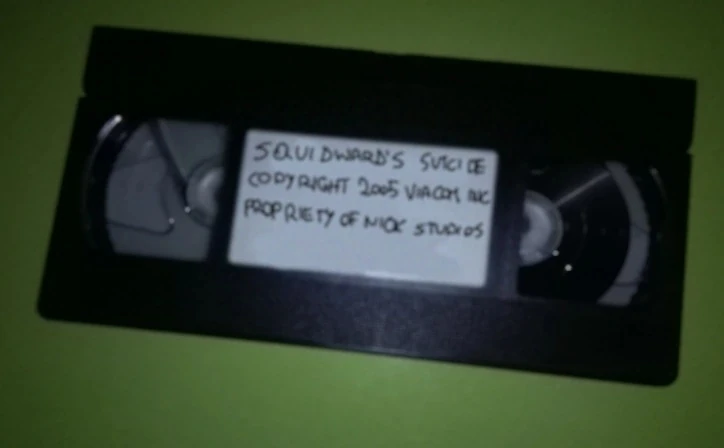 SQUIDWARD'S SUICIDE
COPYRIGHT 2005 VIACOM INC
PROPRIETY OF NICK STUDIOS